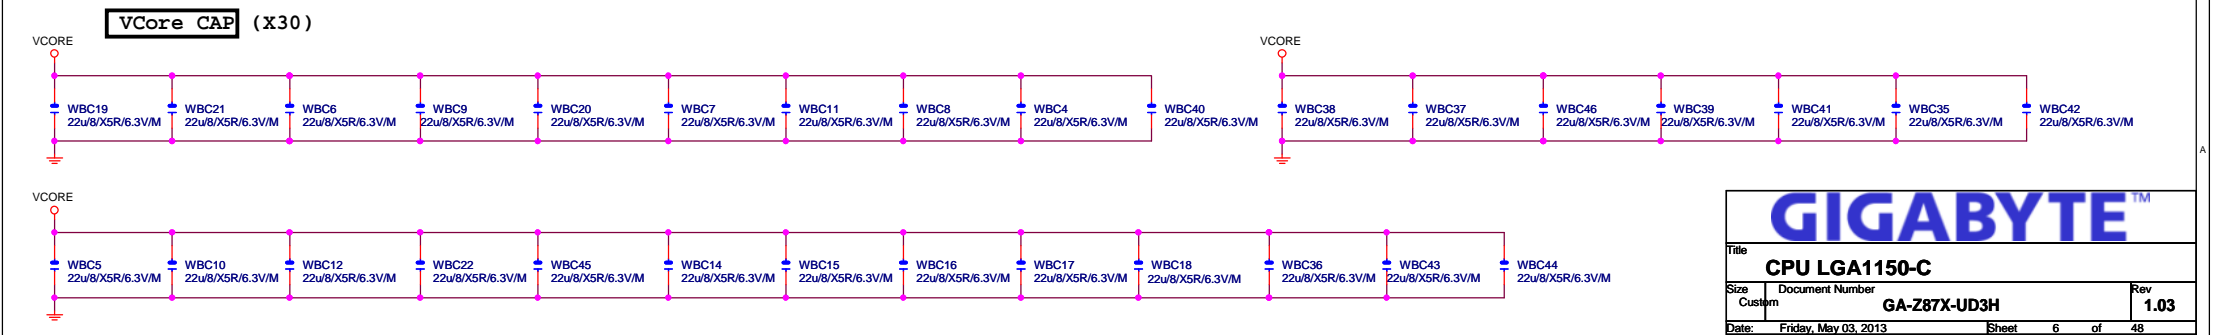 VCore CAP (X30)
VCORE
VCORE
WBC19 WBC21 WBC6 WBC9 WBC20 WBC7 WBC11 WBC8 WBC4 WBC40 WBC38 WBC37 WBC46 WBC39 WBC41 WBC35 WBC42
22u/8/X5R/6.3V/M 22u/8/X5R/6.3V/M 22u/8/X5R/6.3V/M 22u/8/X5R/6.3V/M 22u/8/X5R/6.3V/M 22u/8/X5R/6.3V/M 22u/8/X5R/6.3V/M 22u/8/X5R/6.3V/M 22u/8/X5R/6.3V/M 22u/8/X5R/6.3V/M 22u/8/X5R/6.3V/M 22u/8/X5R/6.3V/M 22u/8/X5R/6.3V/M 22u/8/X5R/6.3V/M 22u/8/X5R/6.3V/M 22u/8/X5R/6.3V/M 22u/8/X5R/6.3V/M
A
VCORE
WBC5 WBC10 WBC12 WBC22 WBC45 WBC14 WBC15 WBC16 WBC17 WBC18 WBC36 WBC43 WBC44
22u/8/X5R/6.3V/M 22u/8/X5R/6.3V/M 22u/8/X5R/6.3V/M 22u/8/X5R/6.3V/M 22u/8/X5R/6.3V/M 22u/8/X5R/6.3V/M 22u/8/X5R/6.3V/M 22u/8/X5R/6.3V/M 22u/8/X5R/6.3V/M 22u/8/X5R/6.3V/M 22u/8/X5R/6.3V/M 22u/8/X5R/6.3V/M 22u/8/X5R/6.3V/M
GIGABYTE™
Title
CPU LGA1150-C
Size Document Number Rev
Custom GA-Z87X-UD3H 1.03
Date: Friday, May 03, 2013 Sheet 6 of 48